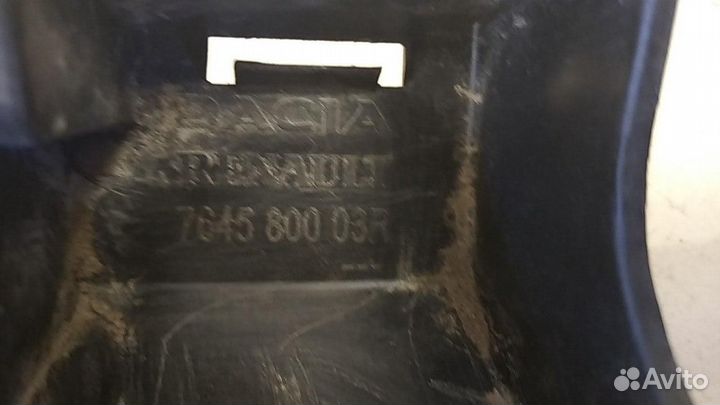 DACIA
RENAULT
7645 800 03R
Avito